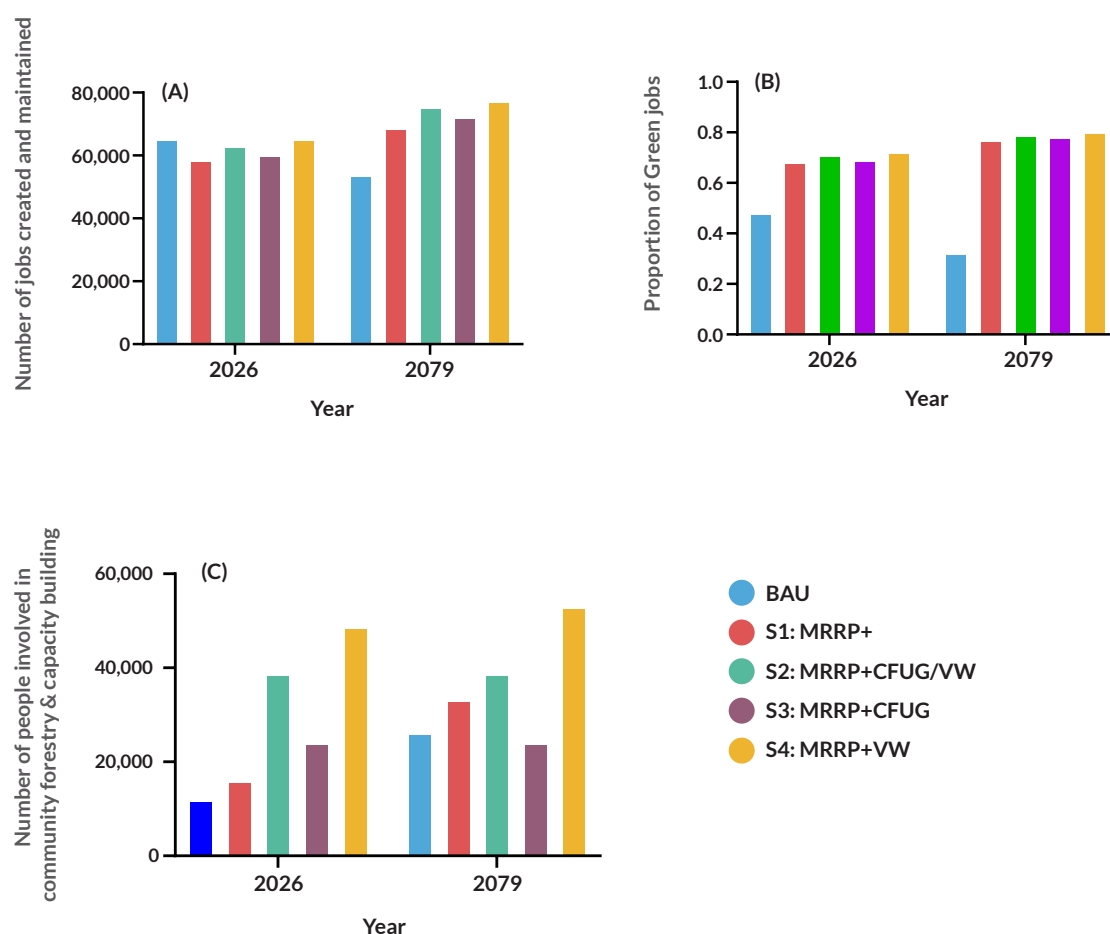 Number of jobs created and maintained
(A)
80,000
60,000
40,000
20,000
0
2026
2079
Year
Proportion of Green jobs
(B)
1.0
0.8
0.6
0.4
0.2
0.0
2026
2079
Year
Number of people involved in
community forestry & capacity building
(C)
60,000
40,000
20,000
0
2026
2079
Year
BAU
S1: MRRP+
S2: MRRP+CFUG/VW
S3: MRRP+CFUG
S4: MRRP+VW